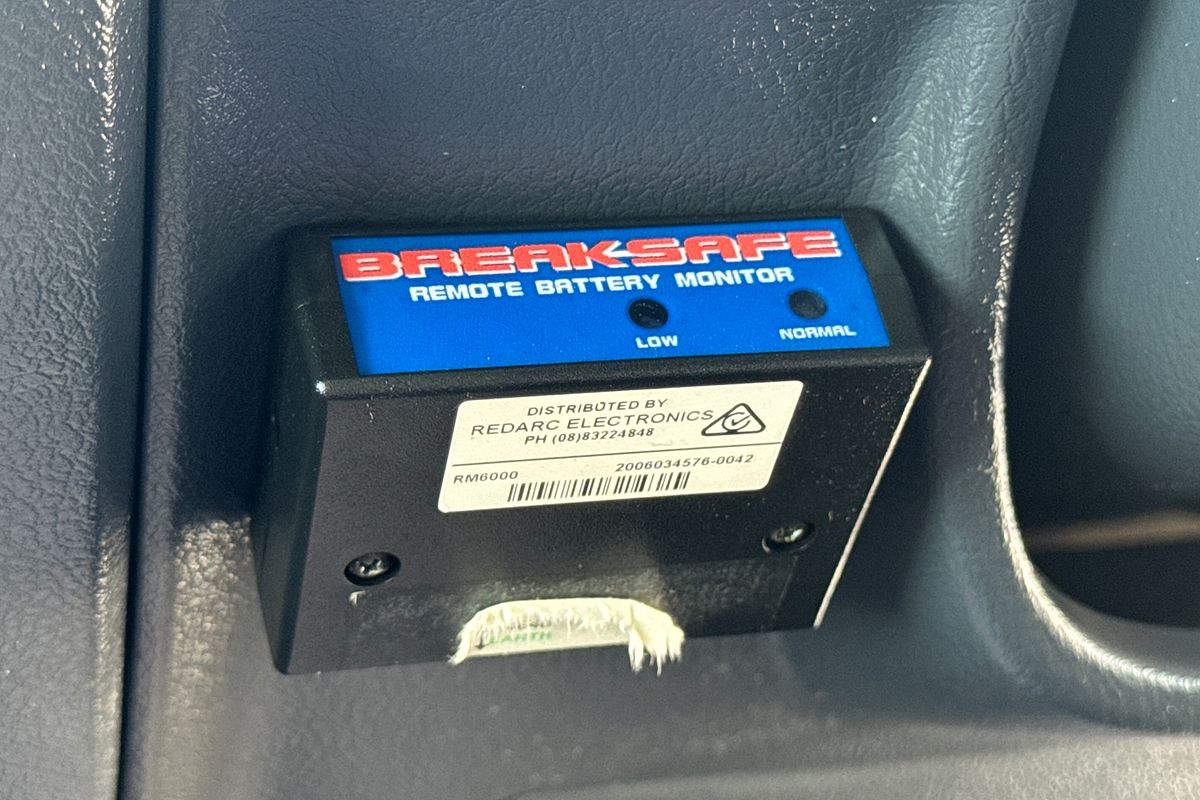 BREAKSAFE
REMOTE BATTERY MONITOR
LOW
NORMAL
DISTRIBUTED BY
REDARC ELECTRONICS
PH (08)83224848
RM6000
2006034576-0042
EARTH